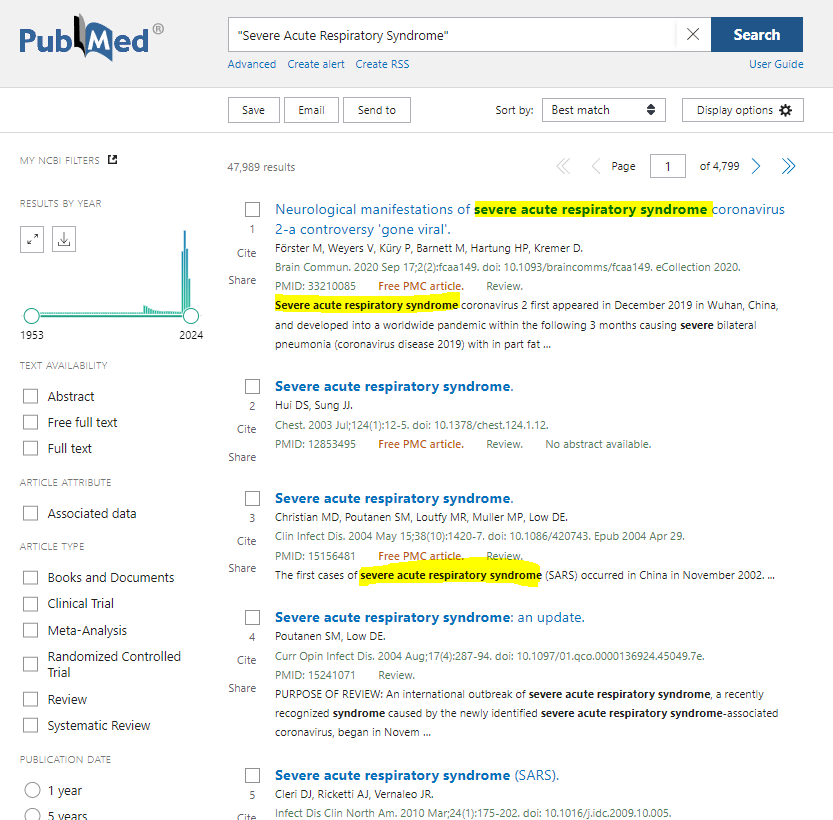 PubMed®
"Severe Acute Respiratory Syndrome"
Search
Advanced Create alert Create RSS
User Guide
Save Email Send to
Sort by: Best match
Display options
MY NCBI FILTERS
47,989 results
Page 1 of 4,799
RESULTS BY YEAR
1953 2024
TEXT AVAILABILITY
Abstract
Free full text
Full text
ARTICLE ATTRIBUTE
Associated data
ARTICLE TYPE
Books and Documents
Clinical Trial
Meta-Analysis
Randomized Controlled
Trial
Review
Systematic Review
PUBLICATION DATE
1 year
5 years
1
Cite
Share
Neurological manifestations of severe acute respiratory syndrome coronavirus
2-a controversy 'gone viral'.
Förster M, Weyers V, Küry P, Barnett M, Hartung HP, Kremer D.
Brain Commun. 2020 Sep 17;2(2):fcaa149. doi: 10.1093/braincomms/fcaa149. eCollection 2020.
PMID: 33210085 Free PMC article. Review.
Severe acute respiratory syndrome coronavirus 2 first appeared in December 2019 in Wuhan, China,
and developed into a worldwide pandemic within the following 3 months causing severe bilateral
pneumonia (coronavirus disease 2019) with in part fat ...
2
Cite
Share
Severe acute respiratory syndrome.
Hui DS, Sung JJ.
Chest. 2003 Jul;124(1):12-5. doi: 10.1378/chest.124.1.12.
PMID: 12853495 Free PMC article. Review. No abstract available.
3
Cite
Share
Severe acute respiratory syndrome.
Christian MD, Poutanen SM, Loutfy MR, Muller MP, Low DE.
Clin Infect Dis. 2004 May 15;38(10):1420-7. doi: 10.1086/420743. Epub 2004 Apr 29.
PMID: 15156481 Free PMC article. Review.
The first cases of severe acute respiratory syndrome (SARS) occurred in China in November 2002. ...
4
Cite
Share
Severe acute respiratory syndrome: an update.
Poutanen SM, Low DE.
Curr Opin Infect Dis. 2004 Aug;17(4):287-94. doi: 10.1097/01.qco.0000136924.45049.7e.
PMID: 15241071 Review.
PURPOSE OF REVIEW: An international outbreak of severe acute respiratory syndrome, a recently
recognized syndrome caused by the newly identified severe acute respiratory syndrome-associated
coronavirus, began in Novem ...
5
Cite
Severe acute respiratory syndrome (SARS).
Cleri DJ, Ricketti AJ, Vernaleo JR.
Infect Dis Clin North Am. 2010 Mar;24(1):175-202. doi: 10.1016/j.idc.2009.10.005.